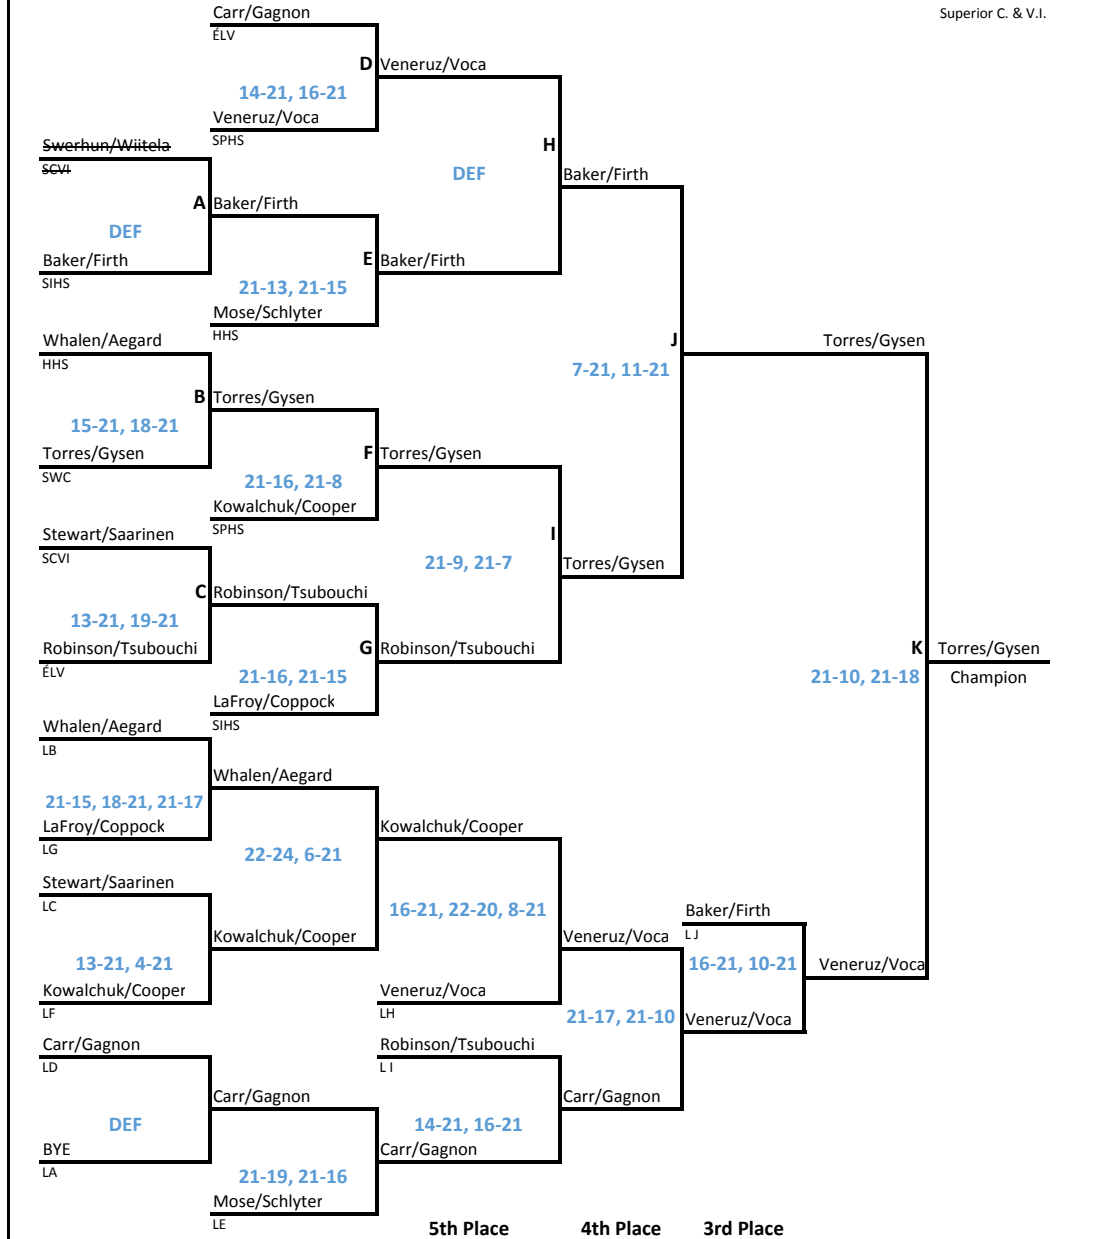 Carr/Gagnon
Superior C. & V.I.
ÉLV
D Veneruz/Voca
14-21, 16-21
Veneruz/Voca
SPHS
Swerhun/Wiitela
SCVI
H
DEF
Baker/Firth
A Baker/Firth
DEF
Baker/Firth
SIHS
E Baker/Firth
21-13, 21-15
Mose/Schlyter
HHS
Whalen/Aegard
HHS
J
Torres/Gysen
7-21, 11-21
B Torres/Gysen
15-21, 18-21
Torres/Gysen
SWC
F Torres/Gysen
21-16, 21-8
Kowalchuk/Cooper
SPHS
Stewart/Saarinen
SCVI
I
21-9, 21-7
Torres/Gysen
C Robinson/Tsubouchi
13-21, 19-21
Robinson/Tsubouchi
ÉLV
G Robinson/Tsubouchi
21-16, 21-15
LaFroy/Coppock
SIHS
K Torres/Gysen
21-10, 21-18
Champion
Whalen/Aegard
LB
Whalen/Aegard
21-15, 18-21, 21-17
LaFroy/Coppock
LG
Kowalchuk/Cooper
22-24, 6-21
Stewart/Saarinen
LC
16-21, 22-20, 8-21
Baker/Firth
L J
Kowalchuk/Cooper
Veneruz/Voca
13-21, 4-21
16-21, 10-21
Veneruz/Voca
Kowalchuk/Cooper
LF
Veneruz/Voca
LH
21-17, 21-10
Veneruz/Voca
Carr/Gagnon
LD
Robinson/Tsubouchi
L I
Carr/Gagnon
Carr/Gagnon
DEF
14-21, 16-21
BYE
LA
Carr/Gagnon
21-19, 21-16
Mose/Schlyter
LE
5th Place
4th Place
3rd Place